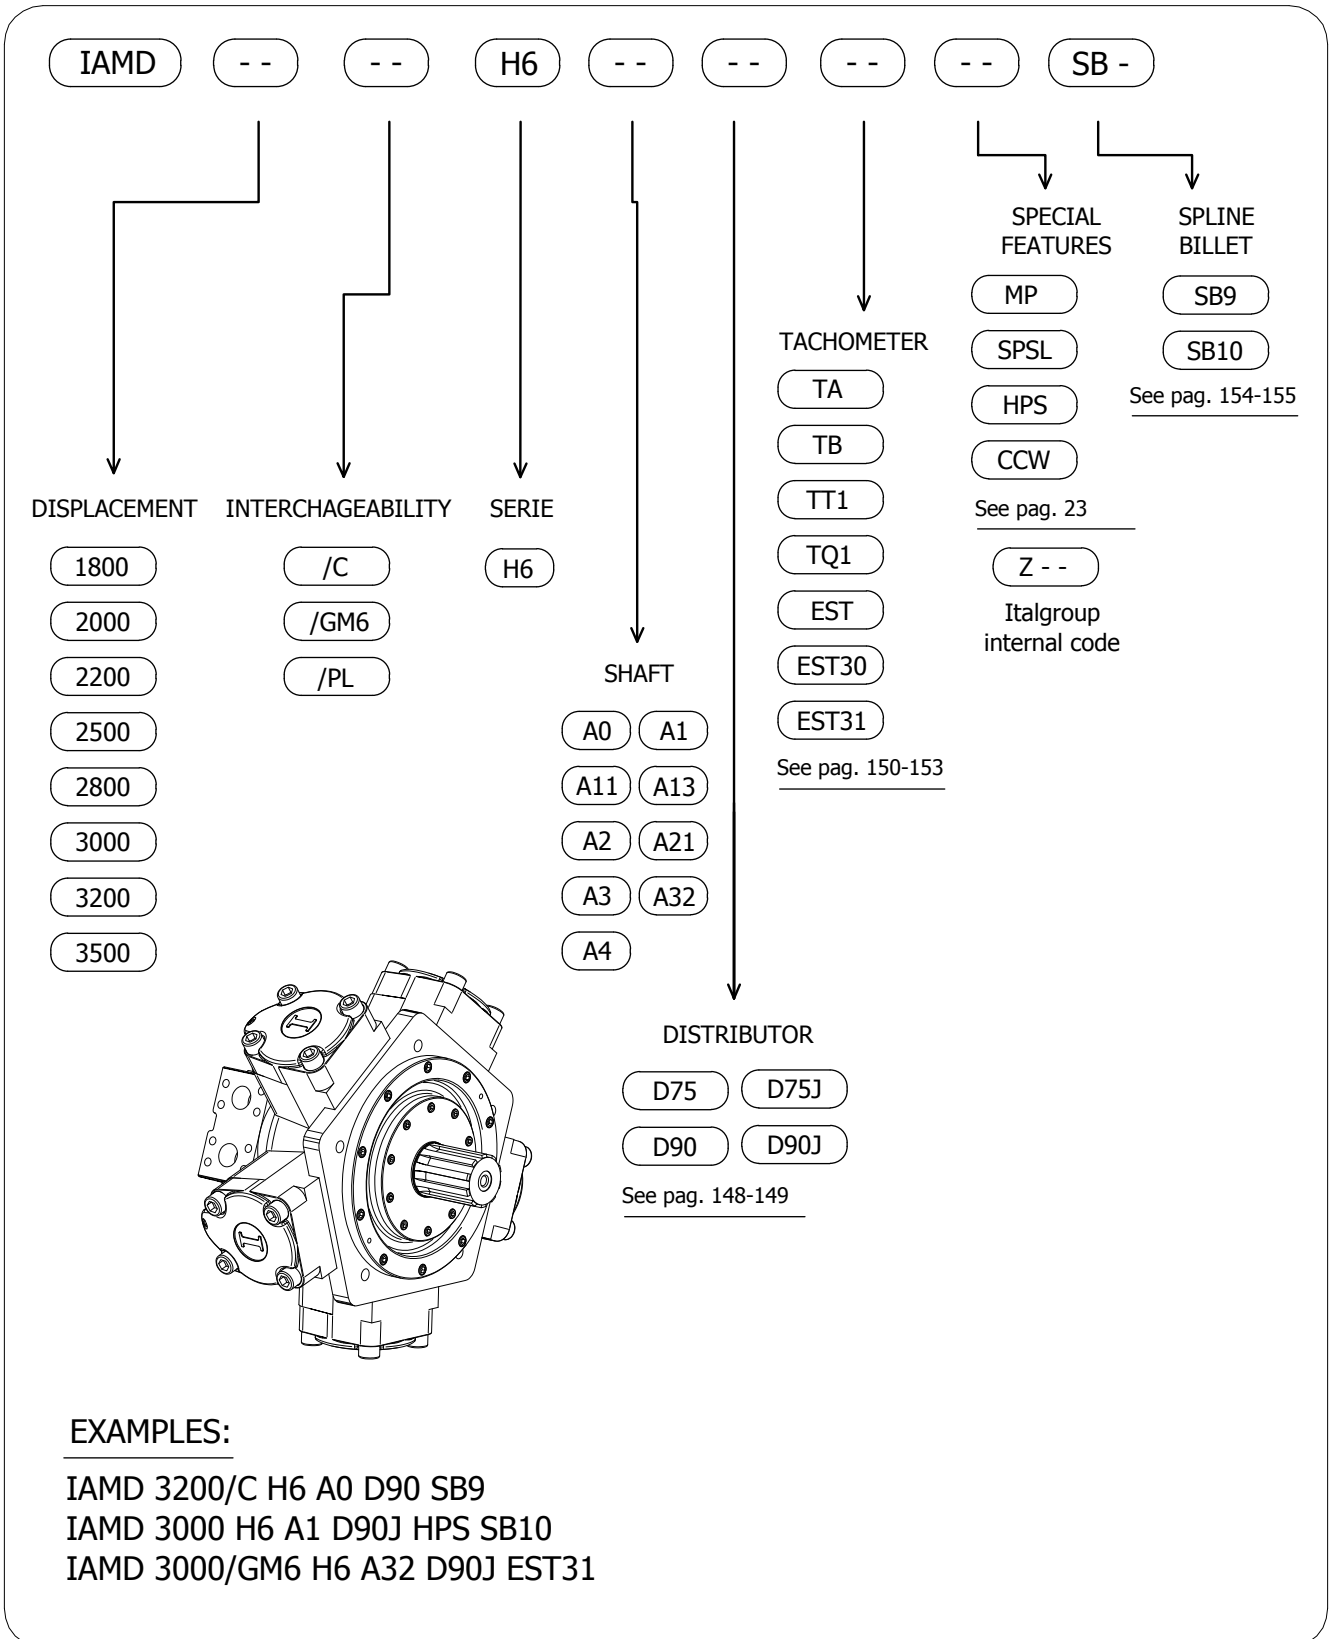 IAMD -- -- H6 -- -- -- -- SB -
SPECIAL
FEATURES
MP
SPSL
HPS
CCW
See pag. 23
Z - -
Italgroup
internal code
SPLINE
BILLET
SB9
SB10
See pag. 154-155
TACHOMETER
TA
TB
TT1
TQ1
EST
EST30
EST31
See pag. 150-153
DISPLACEMENT
1800
2000
2200
2500
2800
3000
3200
3500
INTERCHAGEABILITY
/C
/GM6
/PL
SERIE
H6
SHAFT
A0 A1
A11 A13
A2 A21
A3 A32
A4
DISTRIBUTOR
D75 D75J
D90 D90J
See pag. 148-149
EXAMPLES:
IAMD 3200/C H6 A0 D90 SB9
IAMD 3000 H6 A1 D90J HPS SB10
IAMD 3000/GM6 H6 A32 D90J EST31